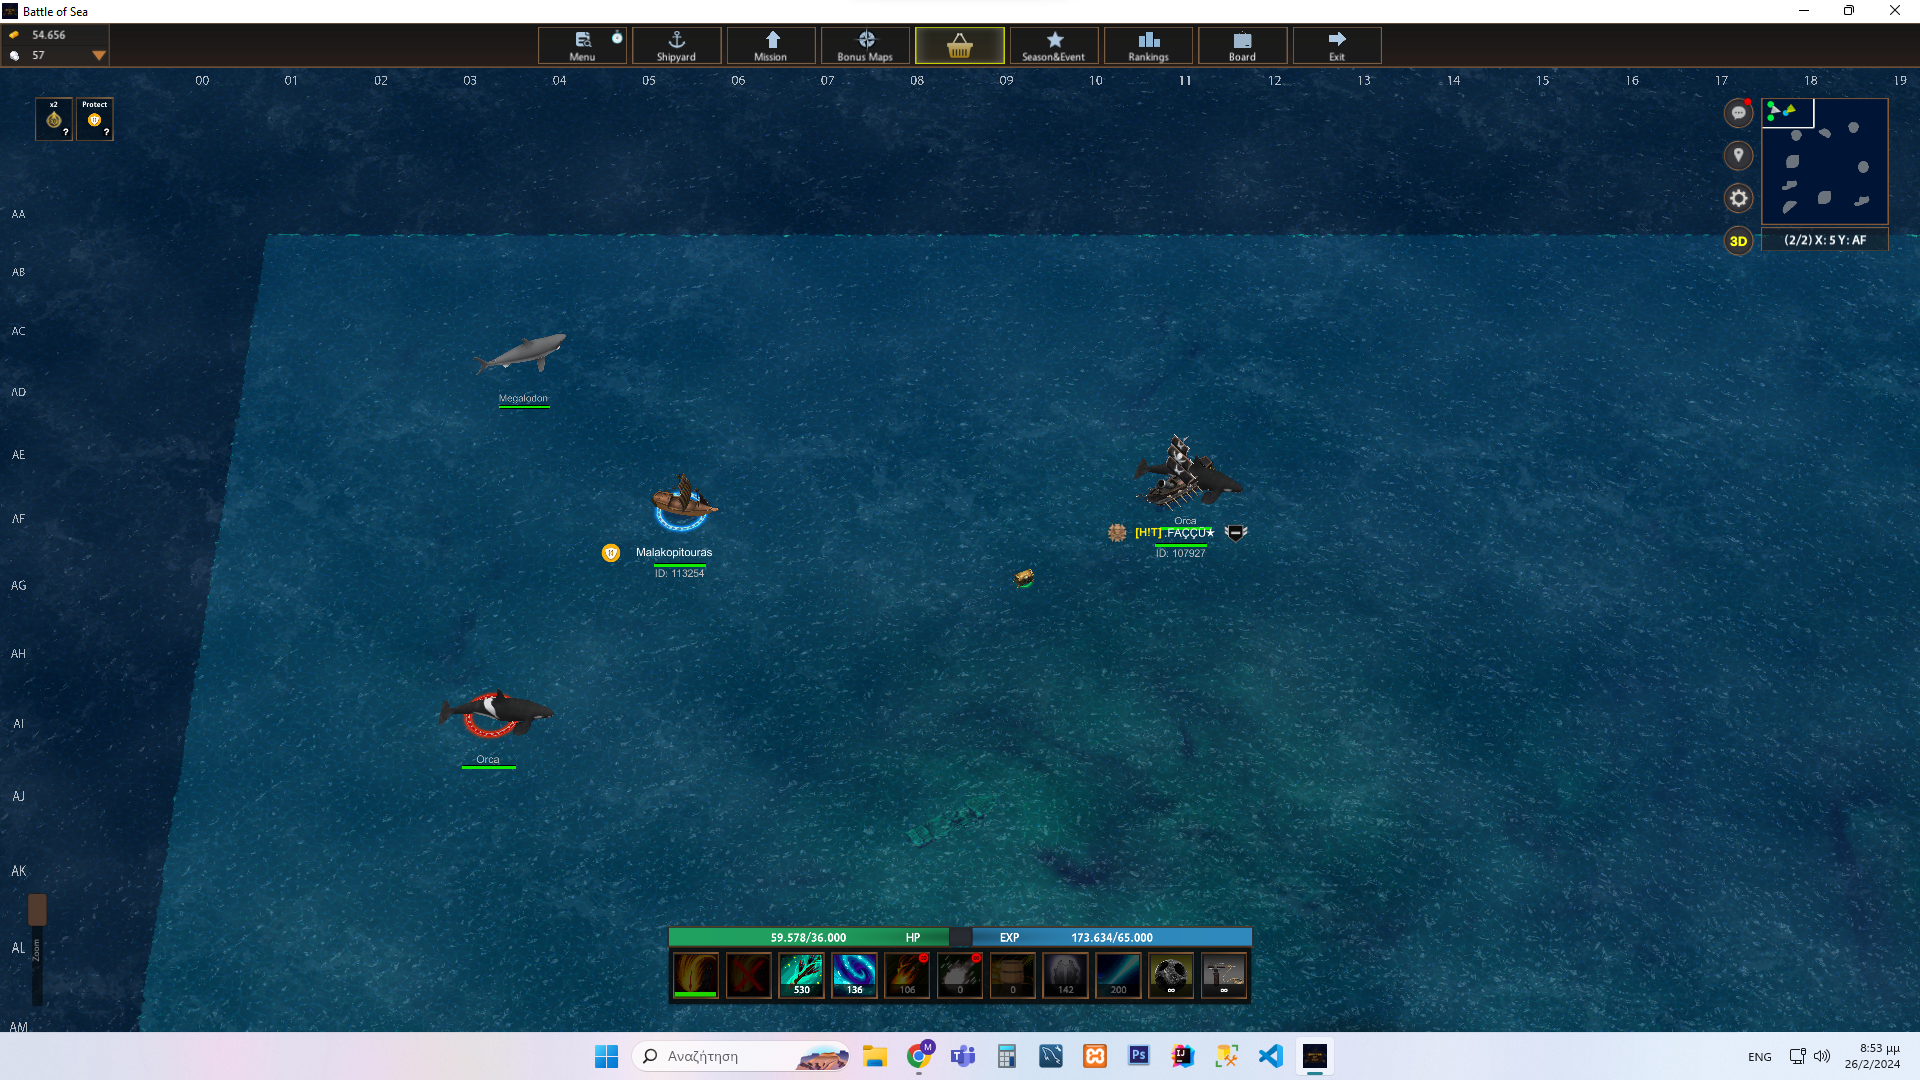 Battle of Sea
54.656
57
Menu
Shipyard
Mission
Bonus Maps
Season&Event
Rankings
Board
Exit
00 01 02 03 04 05 06 07 08 09 10 11 12 13 14 15 16 17 18 19
x2
?
Protect
?
3D
(2/2) X: 5 Y: AF
AA
AB
AC
AD
AE
AF
AG
AH
AI
AJ
AK
AL
AM
Megalodon
Malakopitouras
ID: 113254
Orca
[H!T] .FAÇÇU★
ID: 107927
Orca
Zoom
59.578/36.000 HP
EXP 173.634/65.000
530
136
106
0
0
142
200
∞
∞
Αναζήτηση
M
T
Ps
IJ
ENG
8:53 μμ
26/2/2024